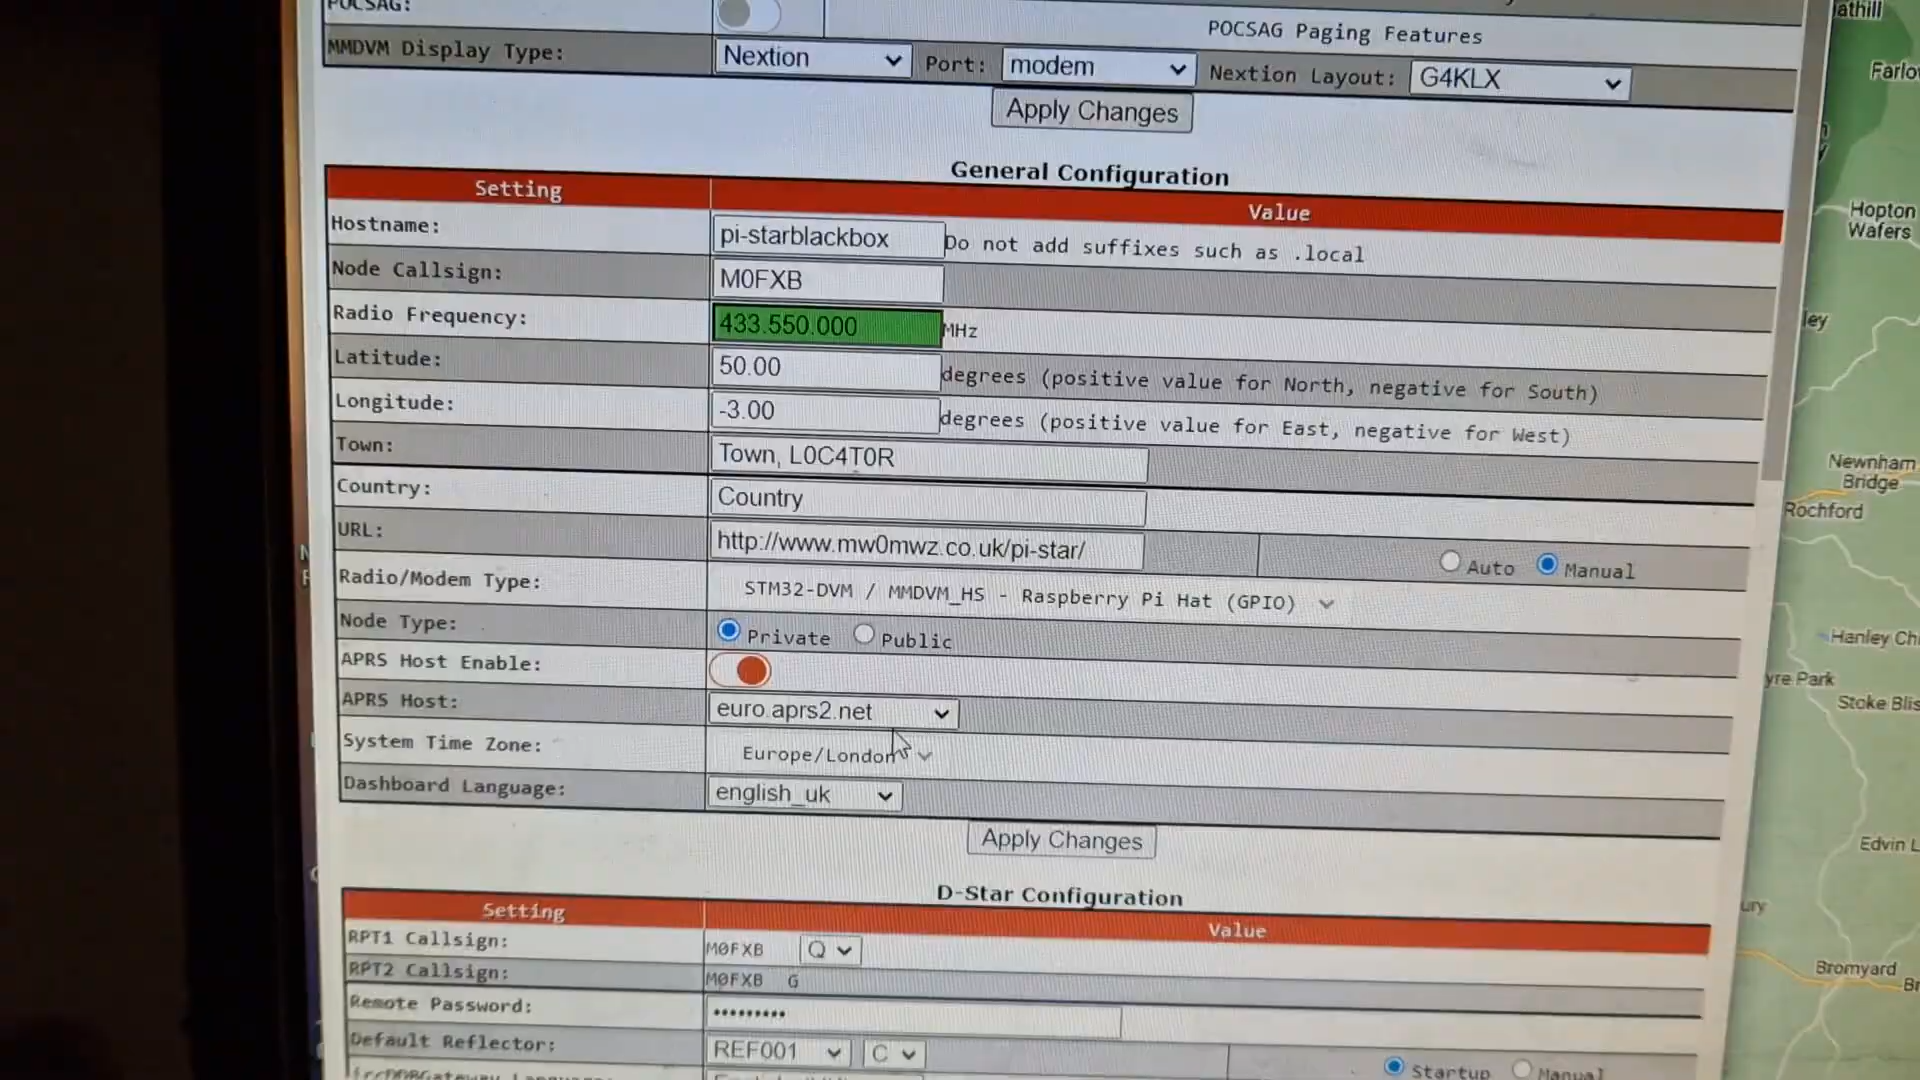 POCSAG:
POCSAG Paging Features
MMDVM Display Type: Nextion Port: modem Nextion Layout: G4KLX
Apply Changes
General Configuration
Setting Value
Hostname: pi-starblackbox Do not add suffixes such as .local
Node Callsign: M0FXB
Radio Frequency: 433.550.000 MHz
Latitude: 50.00 degrees (positive value for North, negative for South)
Longitude: -3.00 degrees (positive value for East, negative for West)
Town: Town, L0C4T0R
Country: Country
URL: http://www.mw0mwz.co.uk/pi-star/ Auto Manual
Radio/Modem Type: STM32-DVM / MMDVM_HS - Raspberry Pi Hat (GPIO)
Node Type: Private Public
APRS Host Enable:
APRS Host: euro.aprs2.net
System Time Zone: Europe/London
Dashboard Language: english_uk
Apply Changes
D-Star Configuration
Setting Value
RPT1 Callsign: M0FXB Q
RPT2 Callsign: M0FXB G
Remote Password: •••••••••
Default Reflector: REF001 C Startup Manual
Hopton
Wafers
Newnham
Bridge
Rochford
Hanley
yre Park
Stoke
Edvin
Bromyard